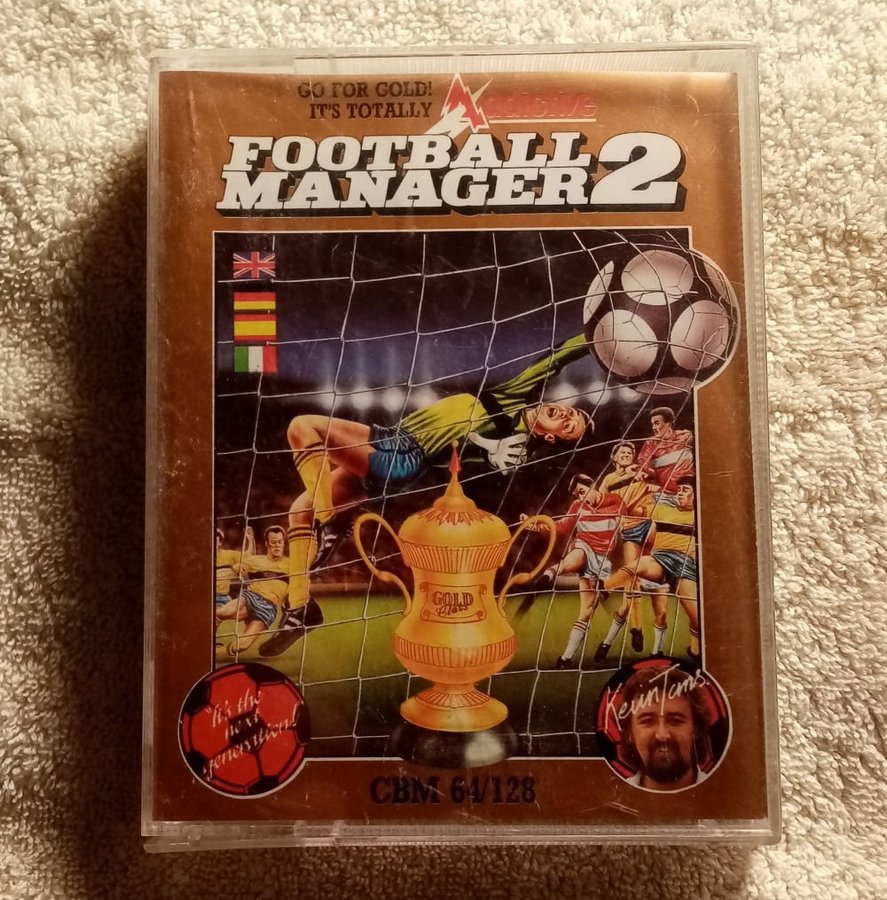 GO FOR GOLD!
IT'S TOTALLY Addictive
FOOTBALL
MANAGER 2
GOLD
Class
"It's the
next
generation!
Kevin Toms
CBM 64/128